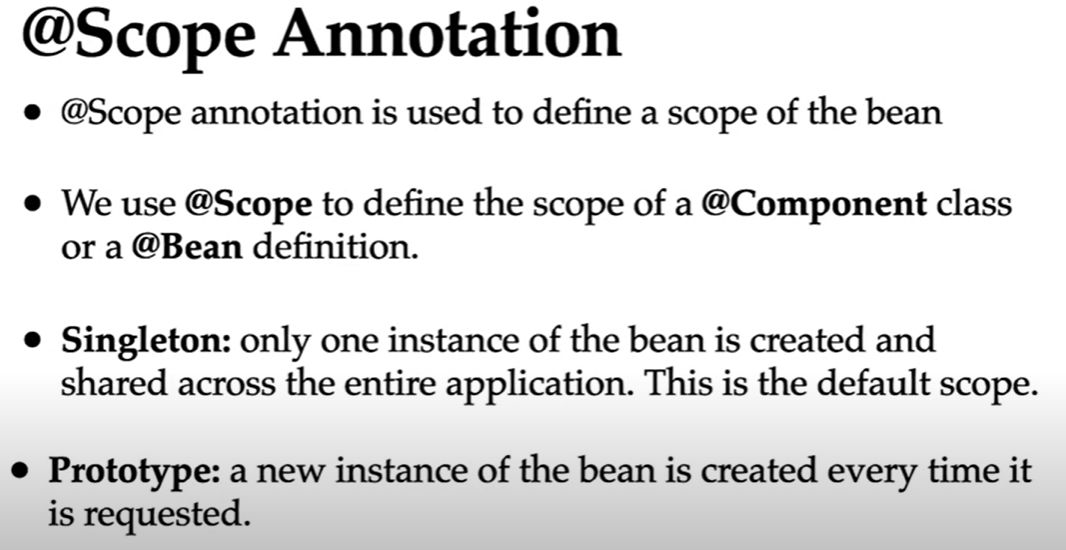 @Scope Annotation
● @Scope annotation is used to define a scope of the bean
● We use @Scope to define the scope of a @Component class
or a @Bean definition.
● Singleton: only one instance of the bean is created and
shared across the entire application. This is the default scope.
● Prototype: a new instance of the bean is created every time it
is requested.